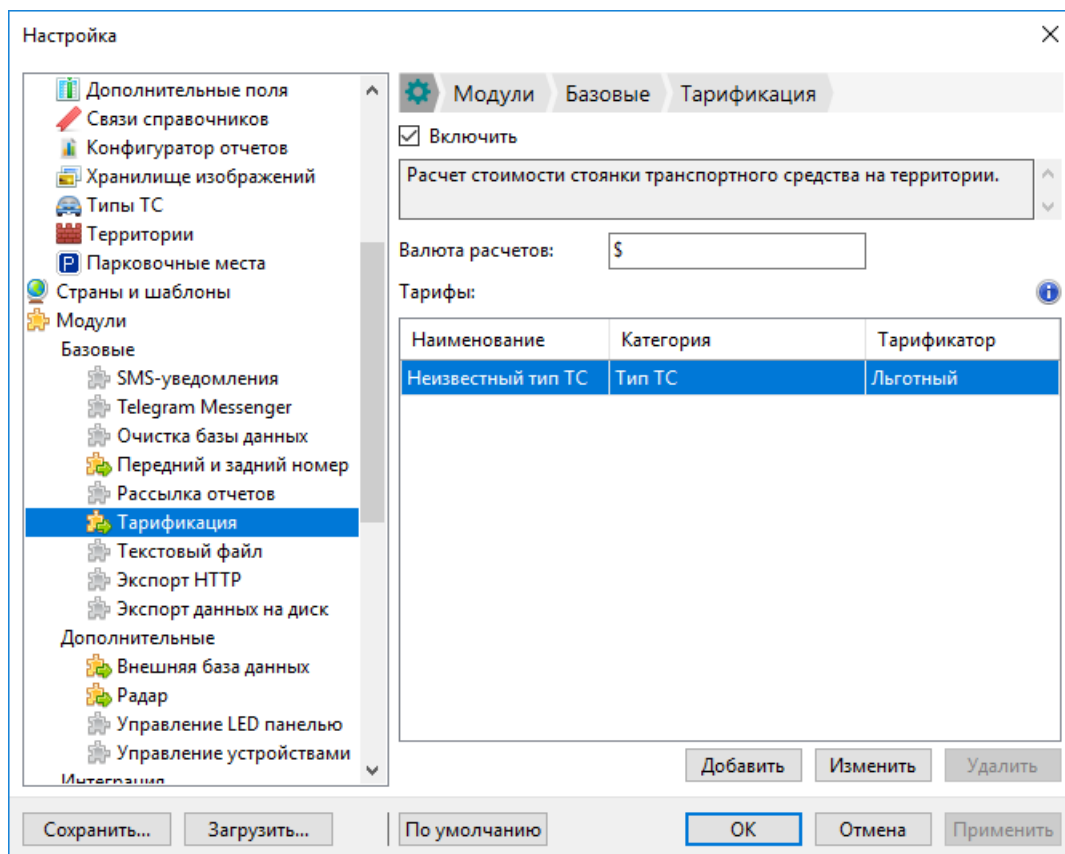 Настройка
Дополнительные поля
Связи справочников
Конфигуратор отчетов
Хранилище изображений
Типы ТС
Территории
Парковочные места
Страны и шаблоны
Модули
Базовые
SMS-уведомления
Telegram Messenger
Очистка базы данных
Передний и задний номер
Рассылка отчетов
Тарификация
Текстовый файл
Экспорт HTTP
Экспорт данных на диск
Дополнительные
Внешняя база данных
Радар
Управление LED панелью
Управление устройствами
Интеграция
Модули Базовые Тарификация
Включить
Расчет стоимости стоянки транспортного средства на территории.
Валюта расчетов: $
Тарифы:
Наименование Категория Тарификатор
Неизвестный тип ТС Тип ТС Льготный
Добавить Изменить Удалить
Сохранить... Загрузить... По умолчанию OK Отмена Применить